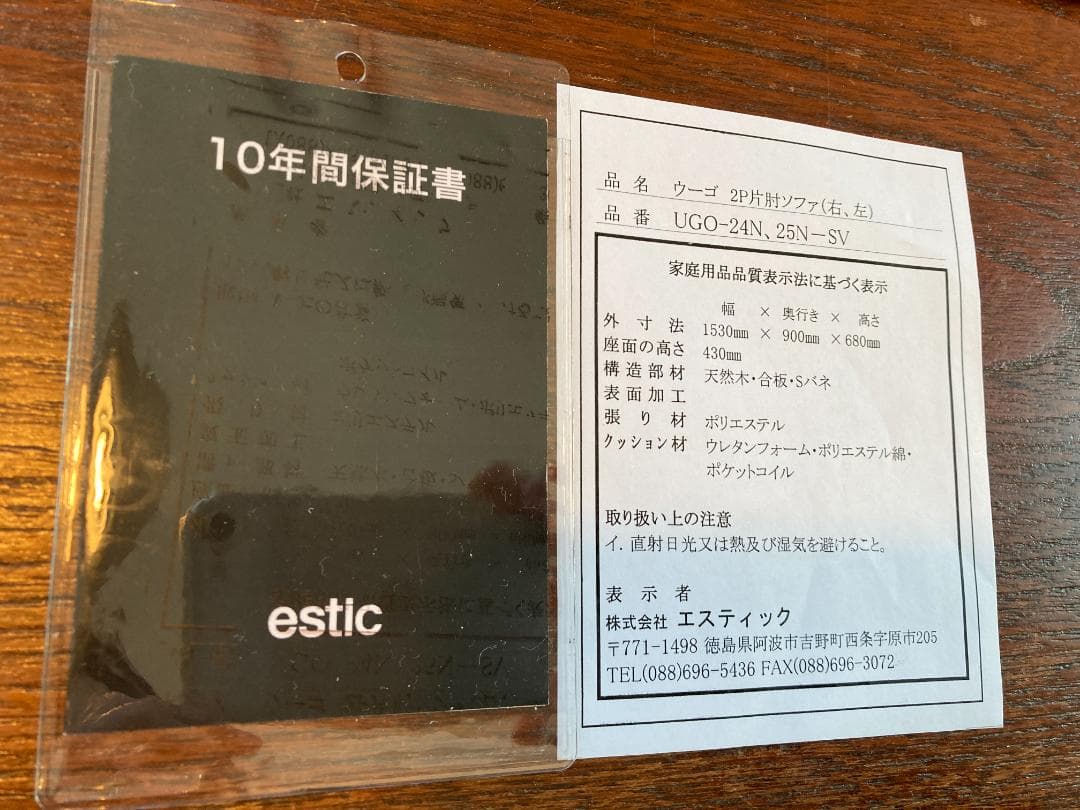 10年間保証書
estic
品名 ウーゴ 2P片肘ソファ(右、左)
品番 UGO-24N、25N-SV
家庭用品品質表示法に基づく表示
幅 × 奥行き × 高さ
外寸法 1530mm × 900mm ×680mm
座面の高さ 430mm
構造部材 天然木・合板・Sバネ
表面加工
張り材 ポリエステル
クッション材 ウレタンフォーム・ポリエステル綿・
ポケットコイル
取り扱い上の注意
イ. 直射日光又は熱及び湿気を避けること。
表示者
株式会社 エスティック
〒771-1498 徳島県阿波市吉野町西条字原市205
TEL(088)696-5436 FAX(088)696-3072